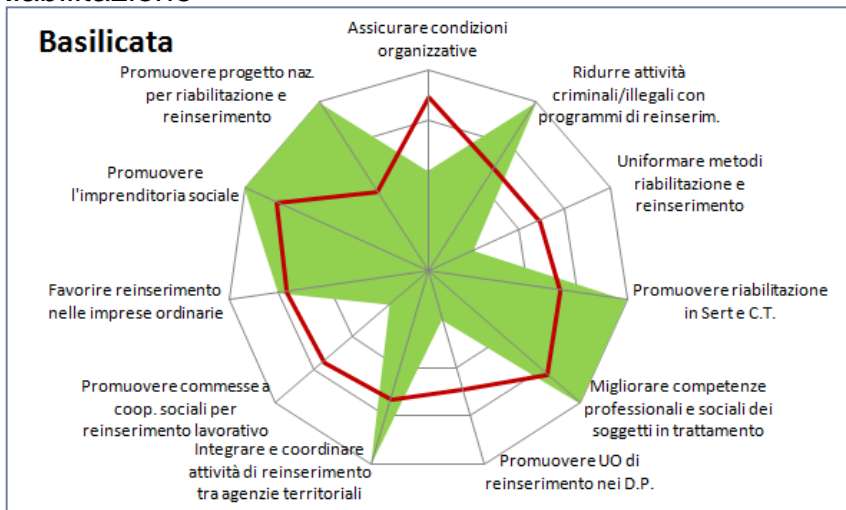 Basilicata
Assicurare condizioni
organizzative
Ridurre attività
criminali/illegali con
programmi di reinserim.
Uniformare metodi
riabilitazione e
reinserimento
Promuovere riabilitazione
in Sert e C.T.
Migliorare competenze
professionali e sociali dei
soggetti in trattamento
Promuovere UO di
reinserimento nei D.P.
Integrare e coordinare
attività di reinserimento
tra agenzie territoriali
Promuovere commesse a
coop. sociali per
reinserimento lavorativo
Favorire reinserimento
nelle imprese ordinarie
Promuovere
l'imprenditoria sociale
Promuovere progetto naz.
per riabilitazione e
reinserimento